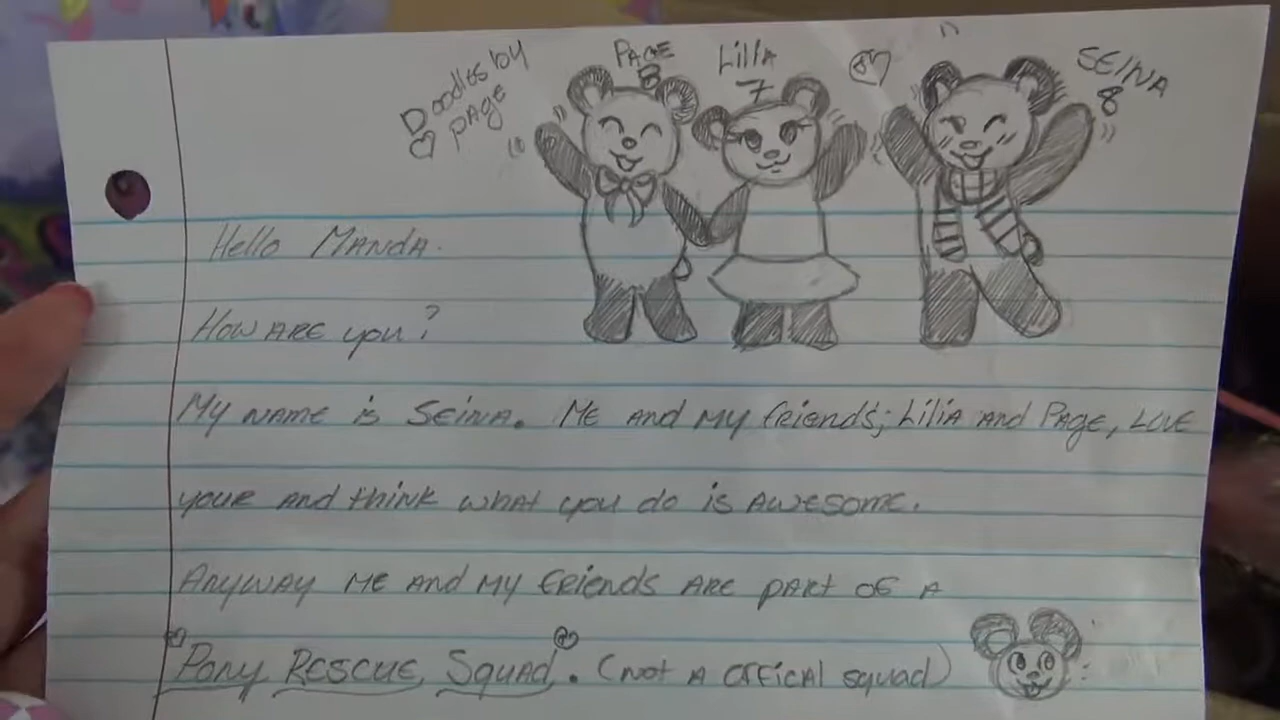 Doodles by
Page
PAGE
8
Lilia
7
SEINA
8
Hello MANDA.
How ARE you?
My NAME is SEINA. ME AND MY friends; Lilia AND PAGE, LOVE
your AND think what you do is AWESOME.
ANYWAY ME AND MY friends ARE part of A
Pony RESCUE Squad. (not A offical squad)